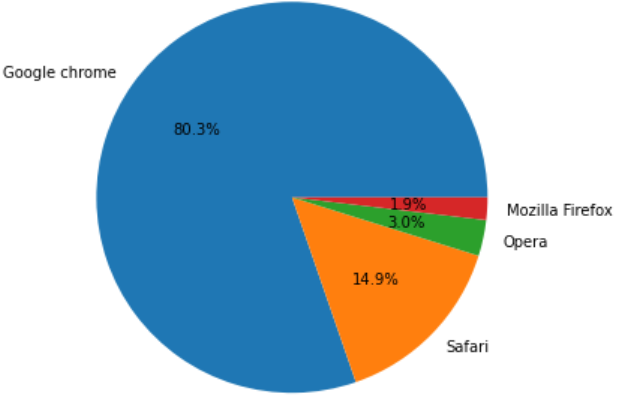 Google chrome
80.3%
1.9%
Mozilla Firefox
3.0%
Opera
14.9%
Safari